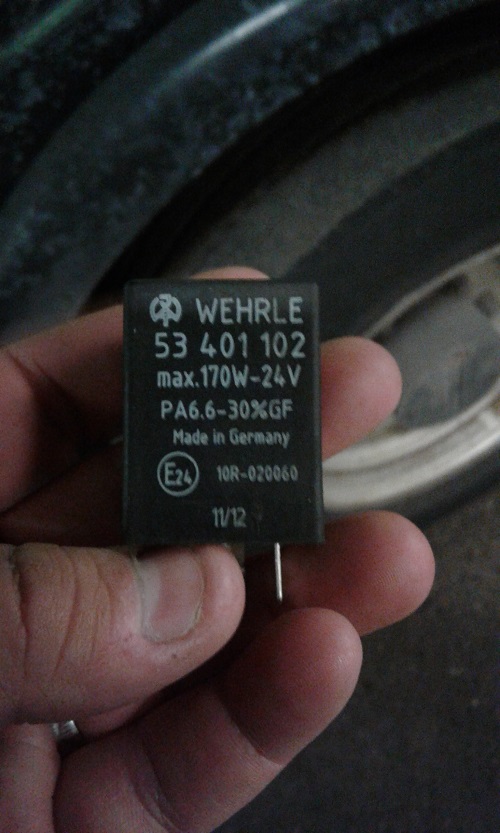 WEHRLE
53 401 102
max.170W-24V
PA6.6-30%GF
Made in Germany
E24 10R-020060
11/12